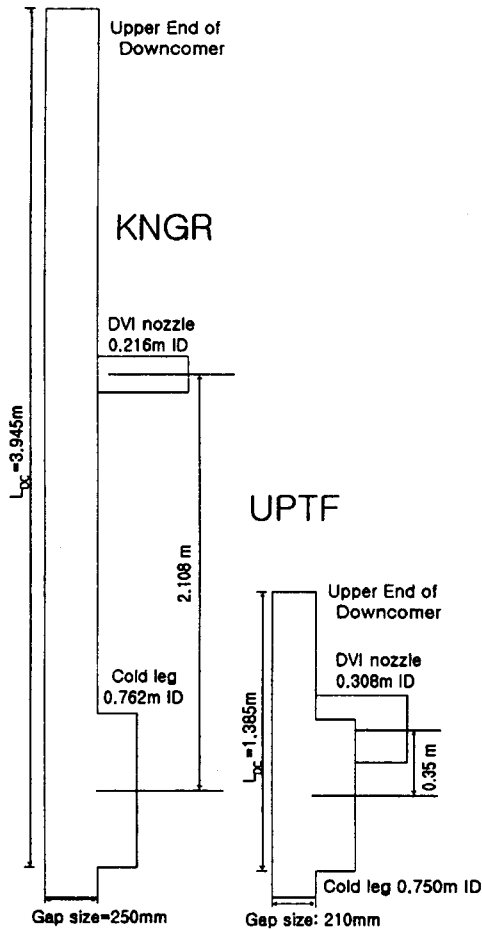 Upper End of
Downcomer
KNGR
DVI nozzle
0.216m ID
L_DC=3.945m
2.108 m
Cold leg
0.762m ID
Gap size=250mm
UPTF
Upper End of
Downcomer
DVI nozzle
0.308m ID
L_DC=1.385m
0.35 m
Cold leg 0.750m ID
Gap size: 210mm